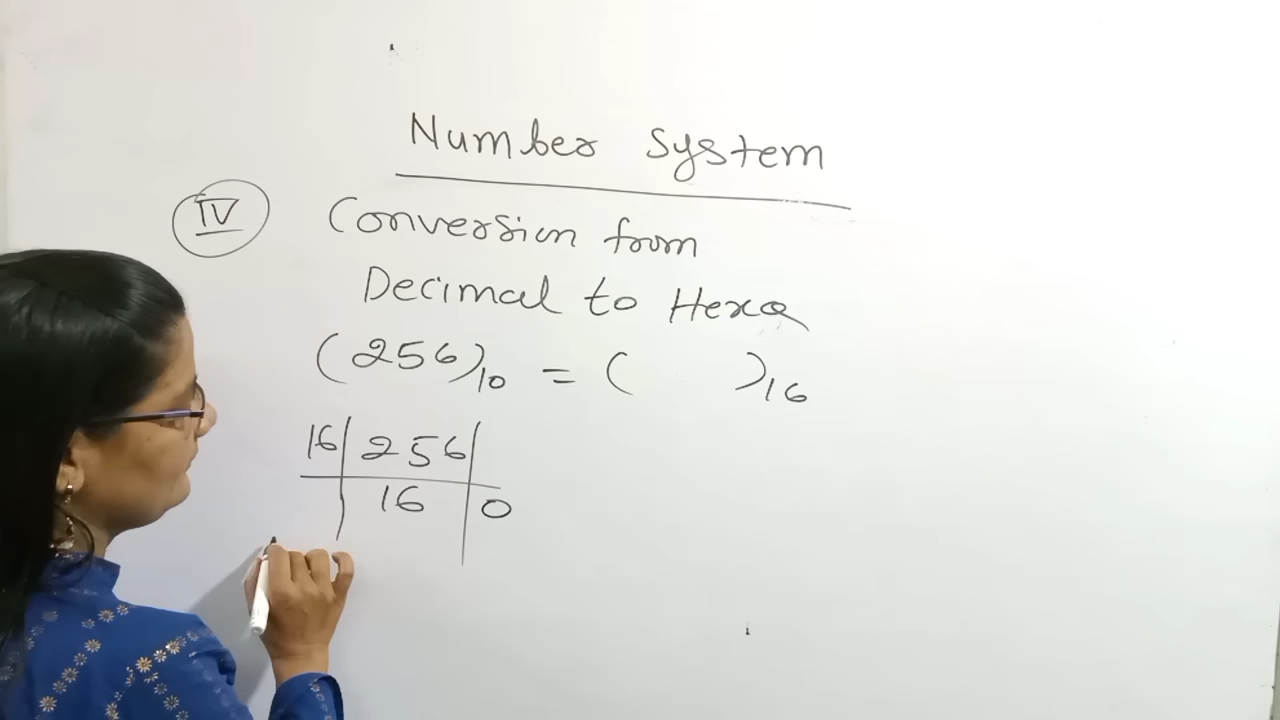 Number System
IV Conversion from
Decimal to Hexa
(256)10 = ( )16
16 256
16 0